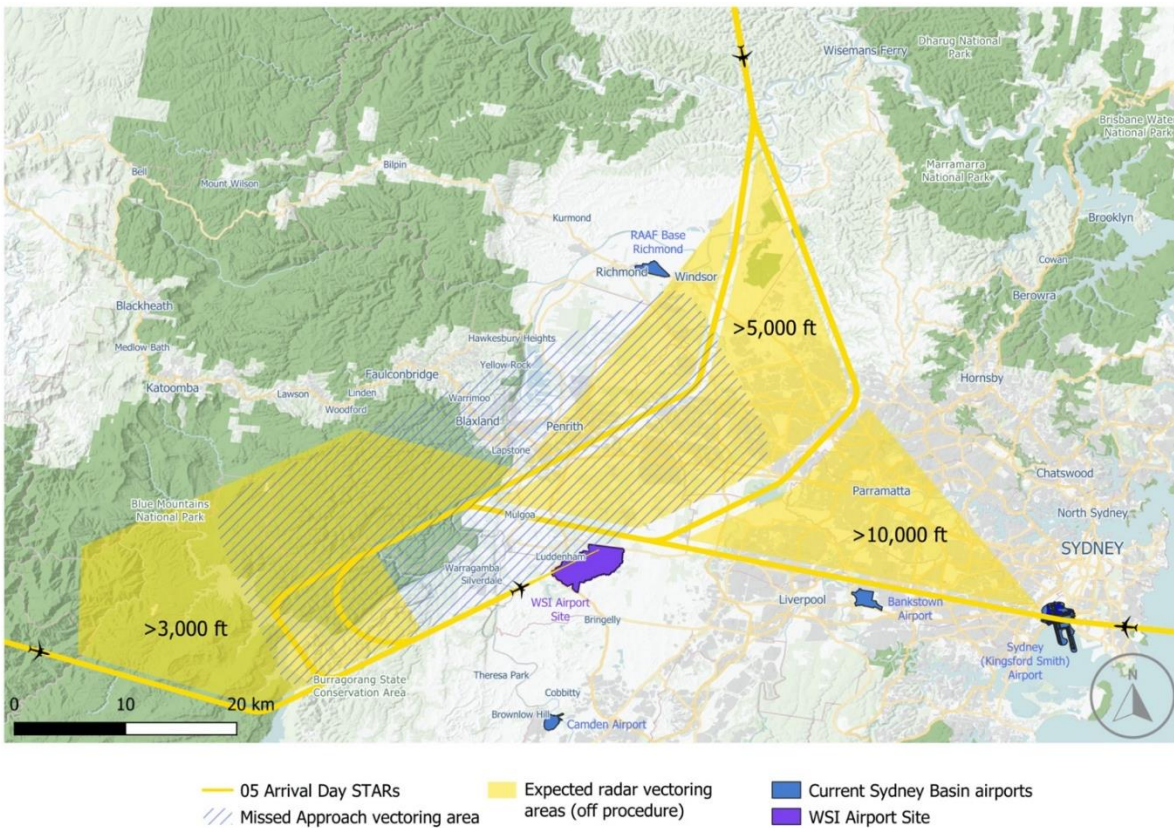 Dharug National
Park
Wisemans Ferry
Brisbane Water
National Park
Bell
Mount Wilson
Bilpin
Marramarra
National Park
Kurmond
Brooklyn
RAAF Base
Richmond
Richmond
Windsor
Cowan
Berowra
Blackheath
Medlow Bath
Hawkesbury Heights
>5,000 ft
Yellow Rock
Katoomba
Lawson
Linden
Faulconbridge
Woodford
Warrimoo
Blaxland
Hornsby
Penrith
Lapstone
Chatswood
Blue Mountains
National Park
Mulgoa
Parramatta
North Sydney
>10,000 ft
SYDNEY
Luddenham
Warragamba
Silverdale
WSI Airport
Site
Liverpool
Bankstown
Airport
>3,000 ft
Bringelly
Sydney
(Kingsford Smith)
Airport
Burragorang State
Conservation Area
Theresa Park
N
0
10
20 km
Cobbitty
Brownlow Hill
Camden Airport
05 Arrival Day STARs
Missed Approach vectoring area
Expected radar vectoring
areas (off procedure)
Current Sydney Basin airports
WSI Airport Site